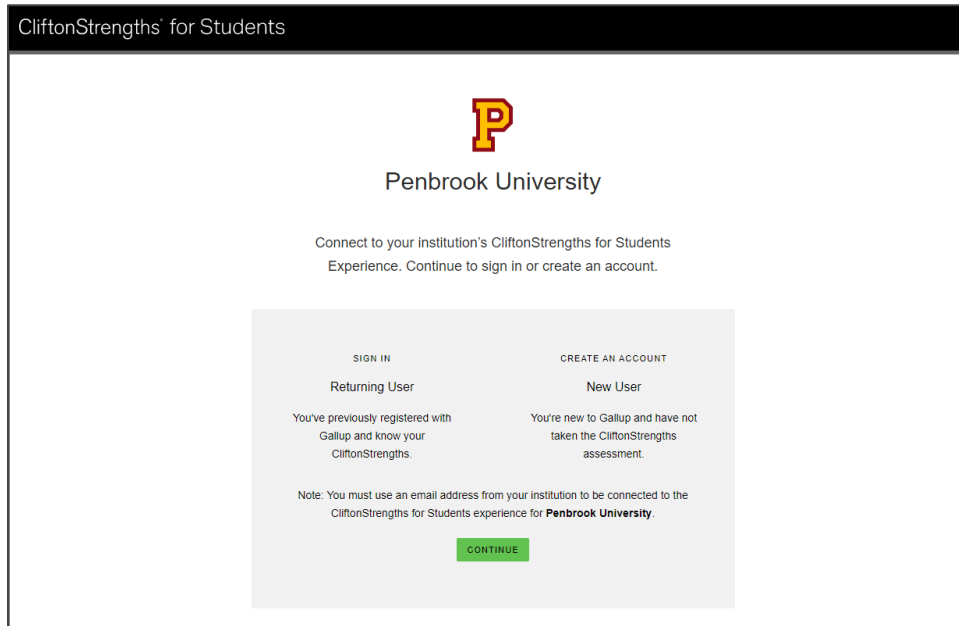 CliftonStrengths® for Students
P
Penbrook University
Connect to your institution’s CliftonStrengths for Students
Experience. Continue to sign in or create an account.
SIGN IN
Returning User
You've previously registered with
Gallup and know your
CliftonStrengths.
CREATE AN ACCOUNT
New User
You're new to Gallup and have not
taken the CliftonStrengths
assessment.
Note: You must use an email address from your institution to be connected to the
CliftonStrengths for Students experience for Penbrook University.
CONTINUE